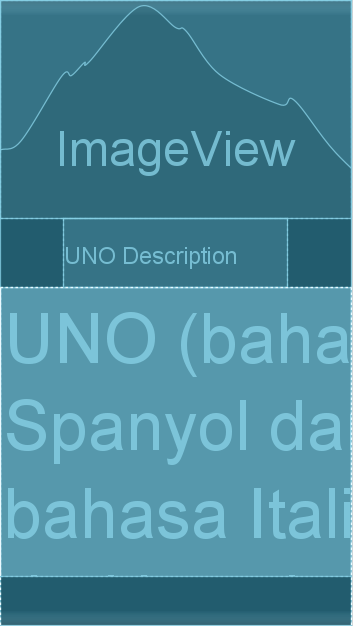 ImageView
UNO Description
UNO (baha
Spanyol da
bahasa Itali